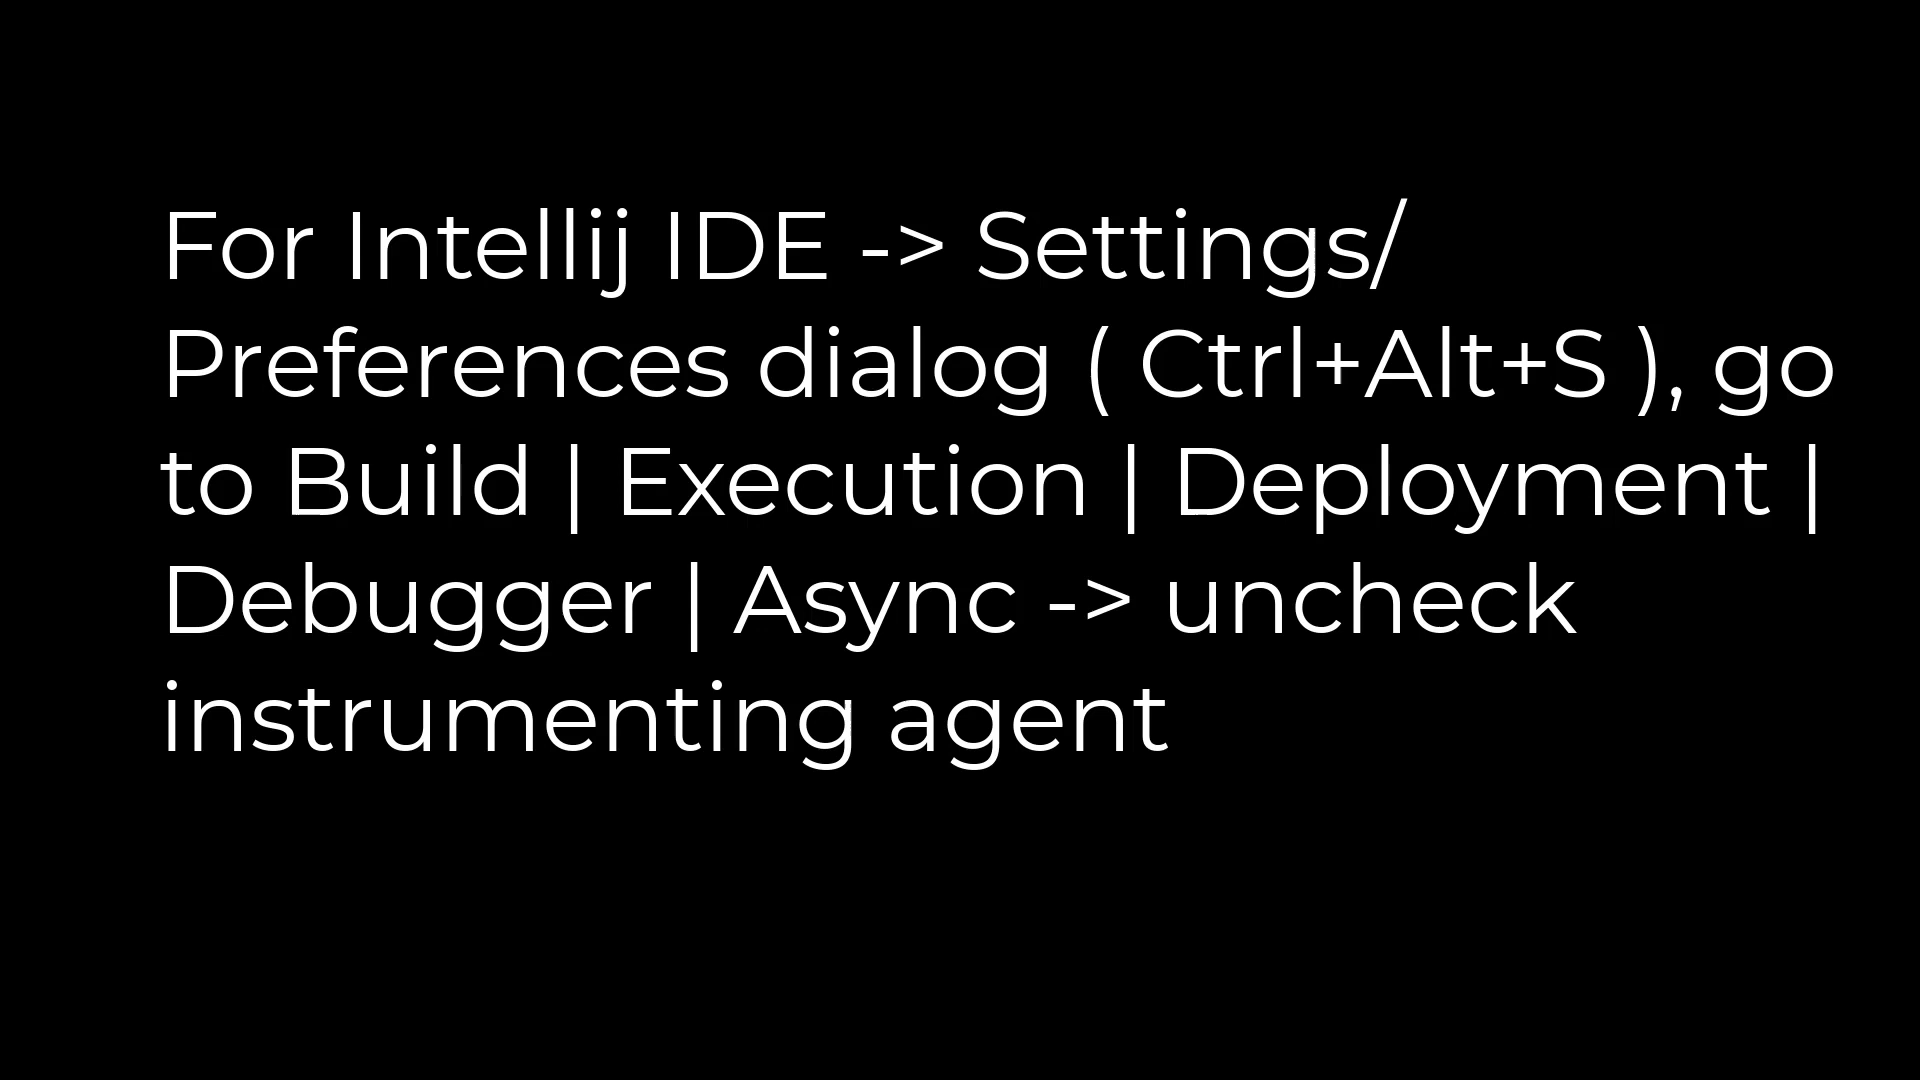 For Intellij IDE -> Settings/
Preferences dialog ( Ctrl+Alt+S ), go
to Build | Execution | Deployment |
Debugger | Async -> uncheck
instrumenting agent